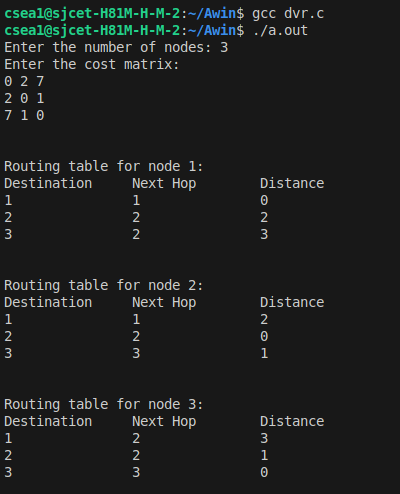 csea1@sjcet-H81M-H-M-2:~/Awin$ gcc dvr.c
csea1@sjcet-H81M-H-M-2:~/Awin$ ./a.out
Enter the number of nodes: 3
Enter the cost matrix:
0 2 7
2 0 1
7 1 0
Routing table for node 1:
Destination Next Hop Distance
1 1 0
2 2 2
3 2 3
Routing table for node 2:
Destination Next Hop Distance
1 1 2
2 2 0
3 3 1
Routing table for node 3:
Destination Next Hop Distance
1 2 3
2 2 1
3 3 0